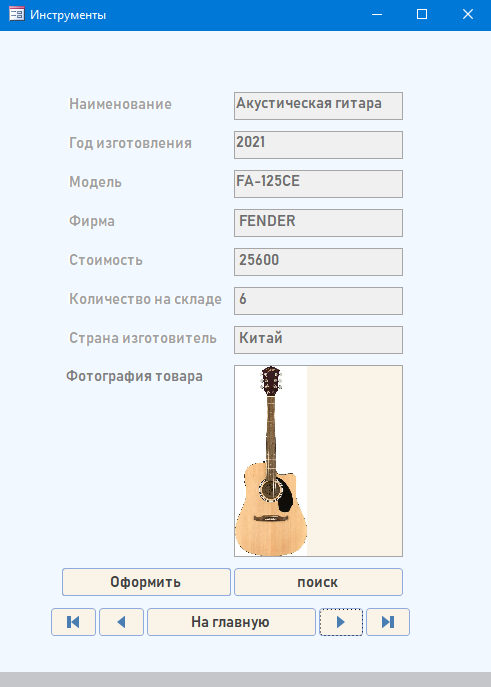 Инструменты
Наименование Акустическая гитара
Год изготовления 2021
Модель FA-125CE
Фирма FENDER
Стоимость 25600
Количество на складе 6
Страна изготовитель Китай
Фотография товара
Оформить поиск
На главную